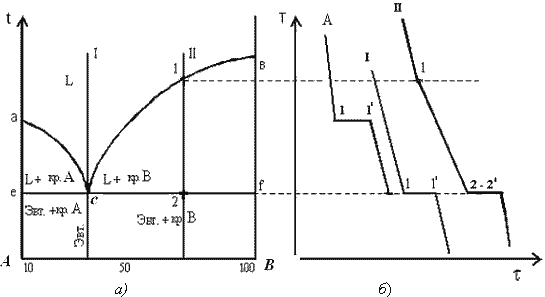 t
I
II
L
1
в
a
L + кр.A
L + кр.B
e
c
2
f
Эвт. +кр A
Эвт.
Эвт. +кр B
A
10
50
100
B
а)
T
A
I
II
1
1
1'
1
1'
2 - 2'
τ
б)